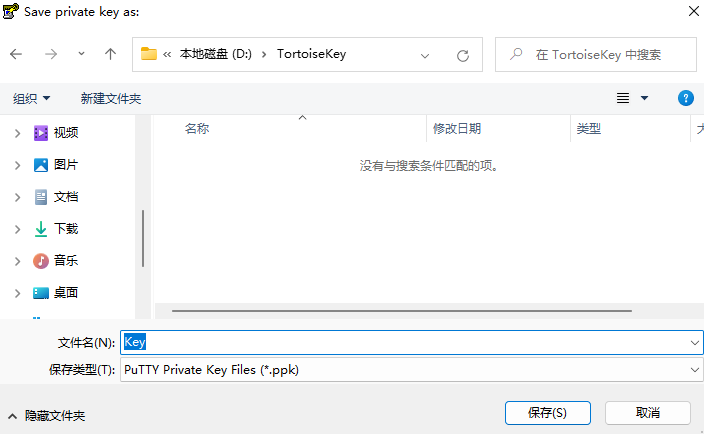 Save private key as:
« 本地磁盘 (D:) › TortoiseKey
在 TortoiseKey 中搜索
组织 新建文件夹
名称 修改日期 类型
视频
没有与搜索条件匹配的项。
图片
文档
下载
音乐
桌面
文件名(N): Key
保存类型(T): PuTTY Private Key Files (*.ppk)
隐藏文件夹 保存(S) 取消